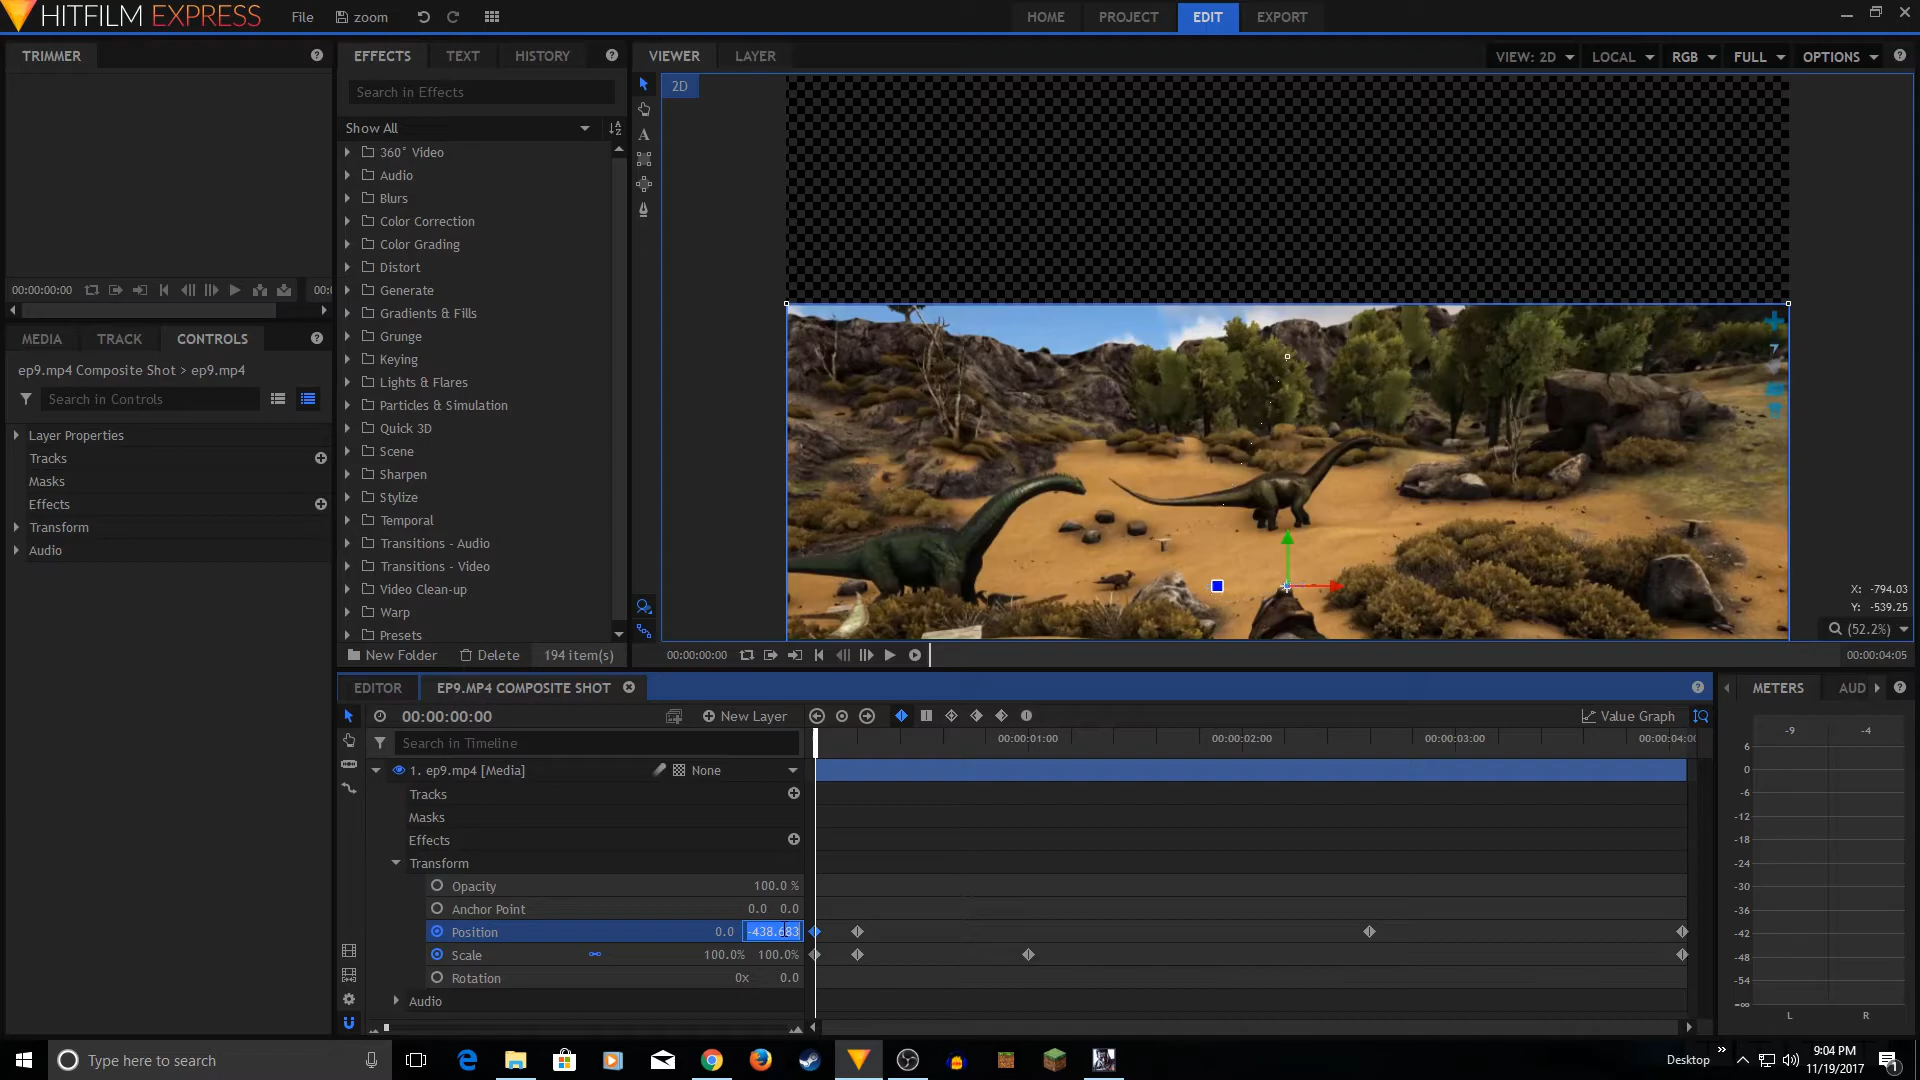 HITFILM EXPRESS
File
zoom
HOME
PROJECT
EDIT
EXPORT
TRIMMER
EFFECTS
TEXT
HISTORY
VIEWER
LAYER
VIEW: 2D
LOCAL
RGB
FULL
OPTIONS
2D
Search in Effects
Show All
360° Video
Audio
Blurs
Color Correction
Color Grading
Distort
Generate
Gradients & Fills
Grunge
Keying
Lights & Flares
Particles & Simulation
Quick 3D
Scene
Sharpen
Stylize
Temporal
Transitions - Audio
Transitions - Video
Video Clean-up
Warp
Presets
New Folder
Delete
194 item(s)
00:00:00:00
00:
MEDIA
TRACK
CONTROLS
ep9.mp4 Composite Shot > ep9.mp4
Search in Controls
Layer Properties
Tracks
Masks
Effects
Transform
Audio
X: -794.03
Y: -539.25
(52.2%)
00:00:00:00
00:00:04:05
EDITOR
EP9.MP4 COMPOSITE SHOT
00:00:00:00
New Layer
Value Graph
Search in Timeline
00:00:01:00
00:00:02:00
00:00:03:00
00:00:04:0
1. ep9.mp4 [Media]
None
Tracks
Masks
Effects
Transform
Opacity
100.0 %
Anchor Point
0.0 0.0
Position
0.0 -438.683
Scale
100.0% 100.0%
Rotation
0x 0.0
Audio
METERS
AUD
-9 -4
6
0
-6
-12
-18
-24
-30
-36
-42
-48
-54
-∞
L R
Type here to search
Desktop
9:04 PM
11/19/2017
1